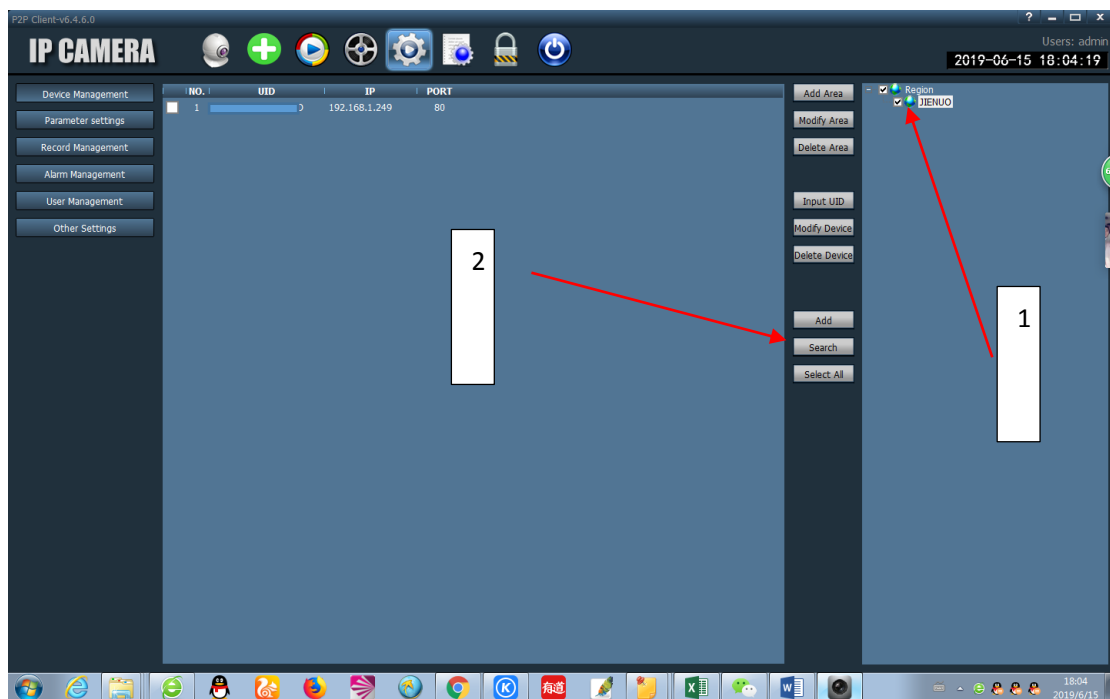 P2P Client-v6.4.6.0
IP CAMERA
Users: admin
2019-06-15 18:04:19
Device Management
Parameter settings
Record Management
Alarm Management
User Management
Other Settings
NO. UID IP PORT
1 192.168.1.249 80
Add Area
Modify Area
Delete Area
Input UID
Modify Device
Delete Device
Add
Search
Select All
Region
JIENUO
2
1
有道
18:04
2019/6/15